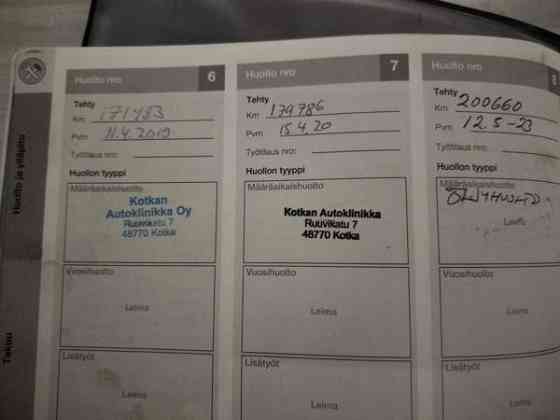 Huolto ja ylläpito
Takuu
Huolto nro 6
Tehty
Km 171483
Pvm 11.4.2019
Työtilaus nro:
Huollon tyyppi
Määräaikaishuolto
Kotkan
Autoklinikka Oy
Ruuvikatu 7
48770 Kotka
Vuosihuolto
Leima
Lisätyöt
Leima
Huolto nro 7
Tehty
Km 179786
Pvm 15.4.20
Työtilaus nro:
Huollon tyyppi
Määräaikaishuolto
Kotkan Autoklinikka
Ruuvikatu 7
48770 Kotka
Vuosihuolto
Leima
Lisätyöt
Leima
Huolto nro 8
Tehty
Km 200660
Pvm 12.5-23
Työtilaus nro:
Huollon tyyppi
Määräaikaishuolto
Leima
Vuosihuolto
Leima
Lisätyöt